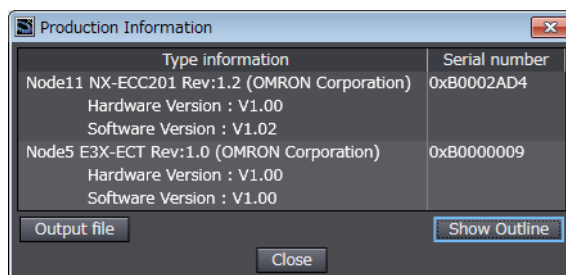 Production Information
Type information Serial number
Node11 NX-ECC201 Rev:1.2 (OMRON Corporation) 0xB0002AD4
Hardware Version : V1.00
Software Version : V1.02
Node5 E3X-ECT Rev:1.0 (OMRON Corporation) 0xB0000009
Hardware Version : V1.00
Software Version : V1.00
Output file Show Outline
Close